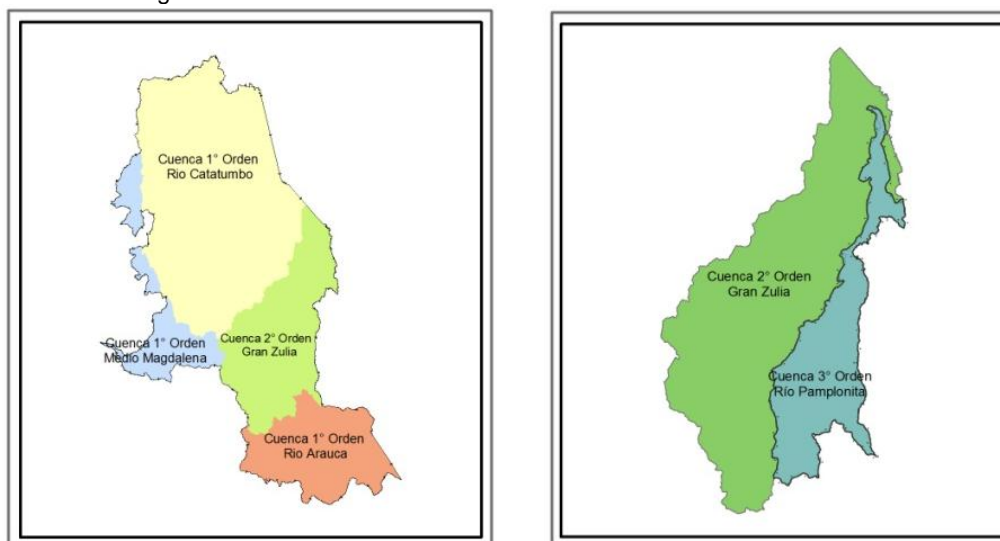 Cuenca 1° Orden
Rio Catatumbo
Cuenca 1° Orden
Medio Magdalena
Cuenca 2° Orden
Gran Zulia
Cuenca 1° Orden
Rio Arauca
Cuenca 2° Orden
Gran Zulia
Cuenca 3° Orden
Río Pamplonita